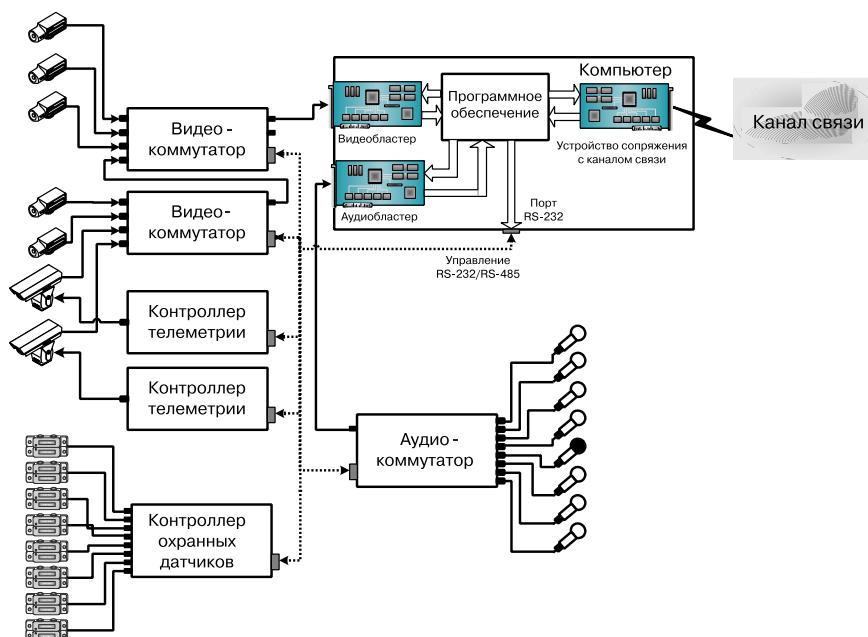 Видео -
коммутатор
Видео-
коммутатор
Контроллер
телеметрии
Контроллер
телеметрии
Контроллер
охранных
датчиков
Компьютер
Видеобластер
Программное
обеспечение
Устройство сопряжения
с каналом связи
Аудиобластер
Порт
RS-232
Управление
RS-232/RS-485
Аудио -
коммутатор
Канал связи